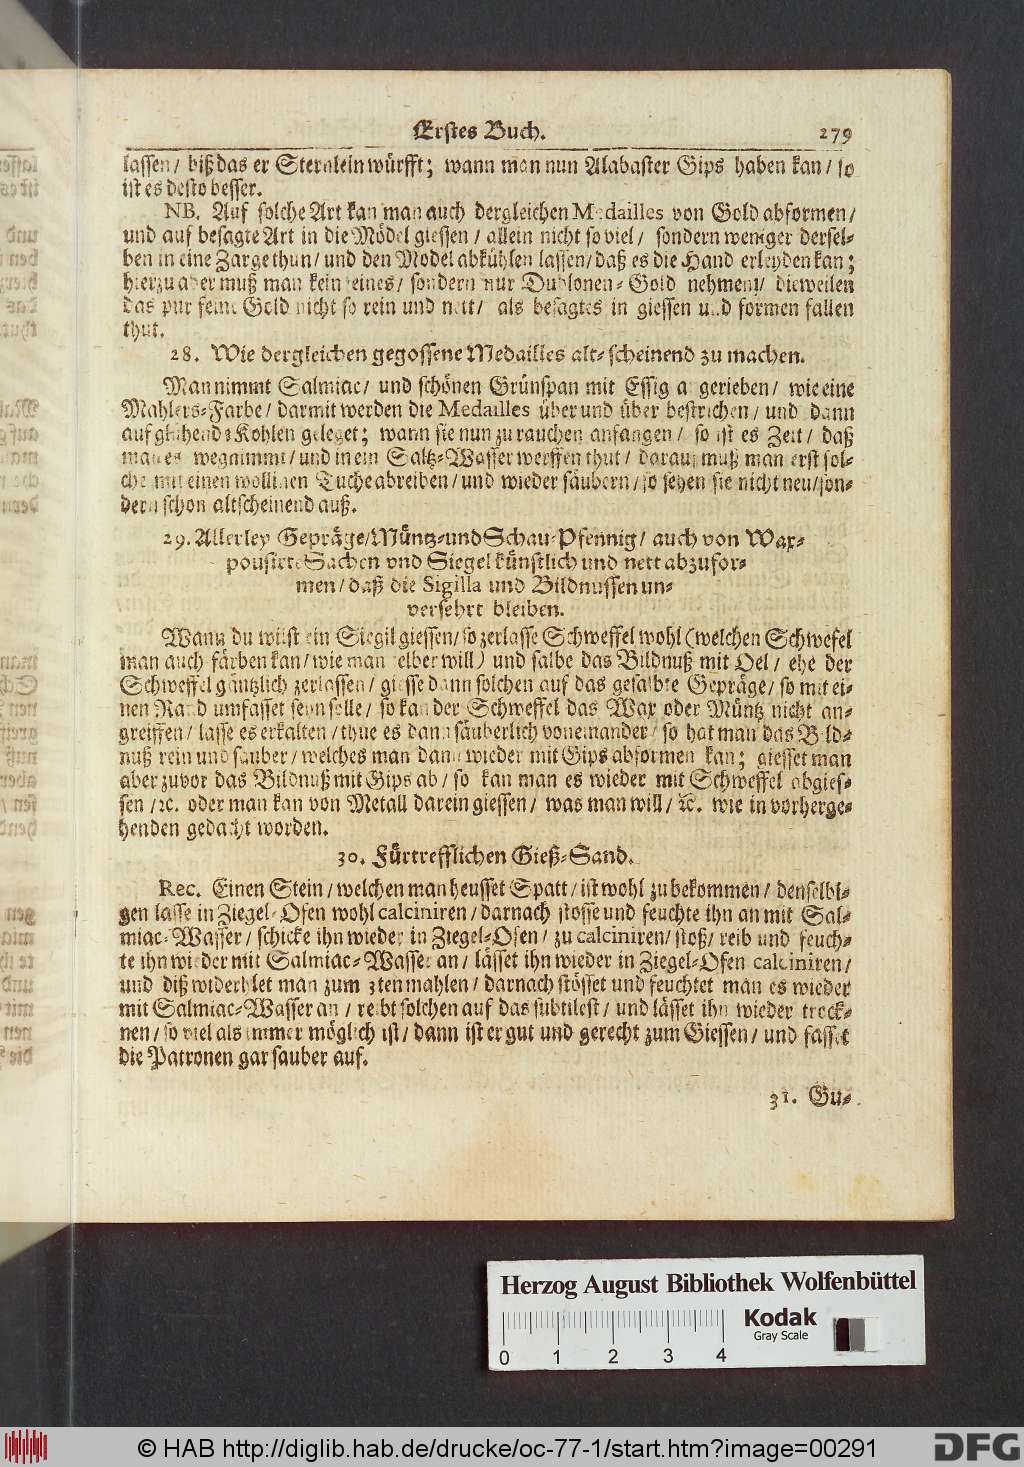 Erstes Buch. 279
lassen/ biß das er Sternlein würfft; wann man nun Alabaster Gips haben kan/ so
ist es desto besser.
NB. Auf solche Art kan man auch dergleichen Medailles von Gold abformen/
und auf besagte Art in die Mödel giessen/ allein nicht so viel/ sondern weniger dersel-
ben in eine Zarge thun/ und den Model abkühlen lassen/ daß es die Hand erleyden kan;
hierzu aber muß man kein feines/ sondern nur Dublonen-Gold nehmen/ dieweilen
das pur feine Gold nicht so rein und nett/ als besagtes in giessen und formen fallen
thut.
28. Wie dergleichen gegossene Medailles alt-scheinend zu machen.
Man nimmt Salmiac/ und schönen Grünspan mit Essig angerieben/ wie eine
Mahlers-Farbe/ darmit werden die Medailles über und über bestrichen/ und dann
auf glühende Kohlen geleget; wann sie nun zu rauchen anfangen/ so ist es Zeit/ daß
man es wegnimmt/ und in ein Saltz-Wasser werffen thut/ darauf muß man erst sol-
che mit einen wollinen Tuche abreiben/ und wieder säubern/ so sehen sie nicht neu/ son-
dern schon altscheinend auß.
29. Allerley Gepräge/ Müntz- und Schau-Pfennig/ auch von Wax-
pousirte Sachen vnd Siegel künstlich und nett abzufor-
men/ daß die Sigilla und Bildnussen un-
versehrt bleiben.
Wann du wilst ein Siegil giessen/ so zerlasse Schweffel wohl (welchen Schwefel
man auch färben kan/ wie man selber will) und salbe das Bildnuß mit Oel/ ehe der
Schweffel gäntzlich zerlassen/ giesse dann solchen auf das gesalbte Gepräge/ so mit ei-
nen Rand umfasset seyn solle/ so kan der Schweffel das Wax oder Müntz nicht an-
greiffen/ lasse es erkalten/ thue es dann säuberlich voneinander/ so hat man das Bild-
nuß rein und sauber/ welches man dann wieder mit Gips abformen kan; giesset man
aber zuvor das Bildnuß mit Gips ab/ so kan man es wieder mit Schweffel abgies-
sen/ ꝛc. oder man kan von Metall darein giessen/ was man will/ ꝛc. wie in vorherge-
henden gedacht worden.
30. Fürtrefflichen Gieß-Sand.
Rec. Einen Stein/ welchen man heusset Spatt/ ist wohl zu bekommen/ denselbi-
gen lasse in Ziegel-Ofen wohl calciniren/ darnach stosse und feuchte ihn an mit Sal-
miac-Wasser/ schicke ihn wieder in Ziegel-Ofen/ zu calciniren/ stoß/ reib und feuch-
te ihn wieder mit Salmiac-Wasser an/ lässet ihn wieder in Ziegel-Ofen calciniren/
und diß widerhlet man zum 3ten mahlen/ darnach stösset und feuchtet man es wieder
mit Salmiac-Wasser an/ reibt solchen auf das subtilest/ und lässet ihn wieder trock-
nen/ so viel als immer möglich ist/ dann ist er gut und gerecht zum Giessen/ und fasset
die Patronen gar sauber auf.
31. Gu-
Herzog August Bibliothek Wolfenbüttel
Kodak
Gray Scale
0 1 2 3 4
© HAB http://diglib.hab.de/drucke/oc-77-1/start.htm?image=00291
DFG